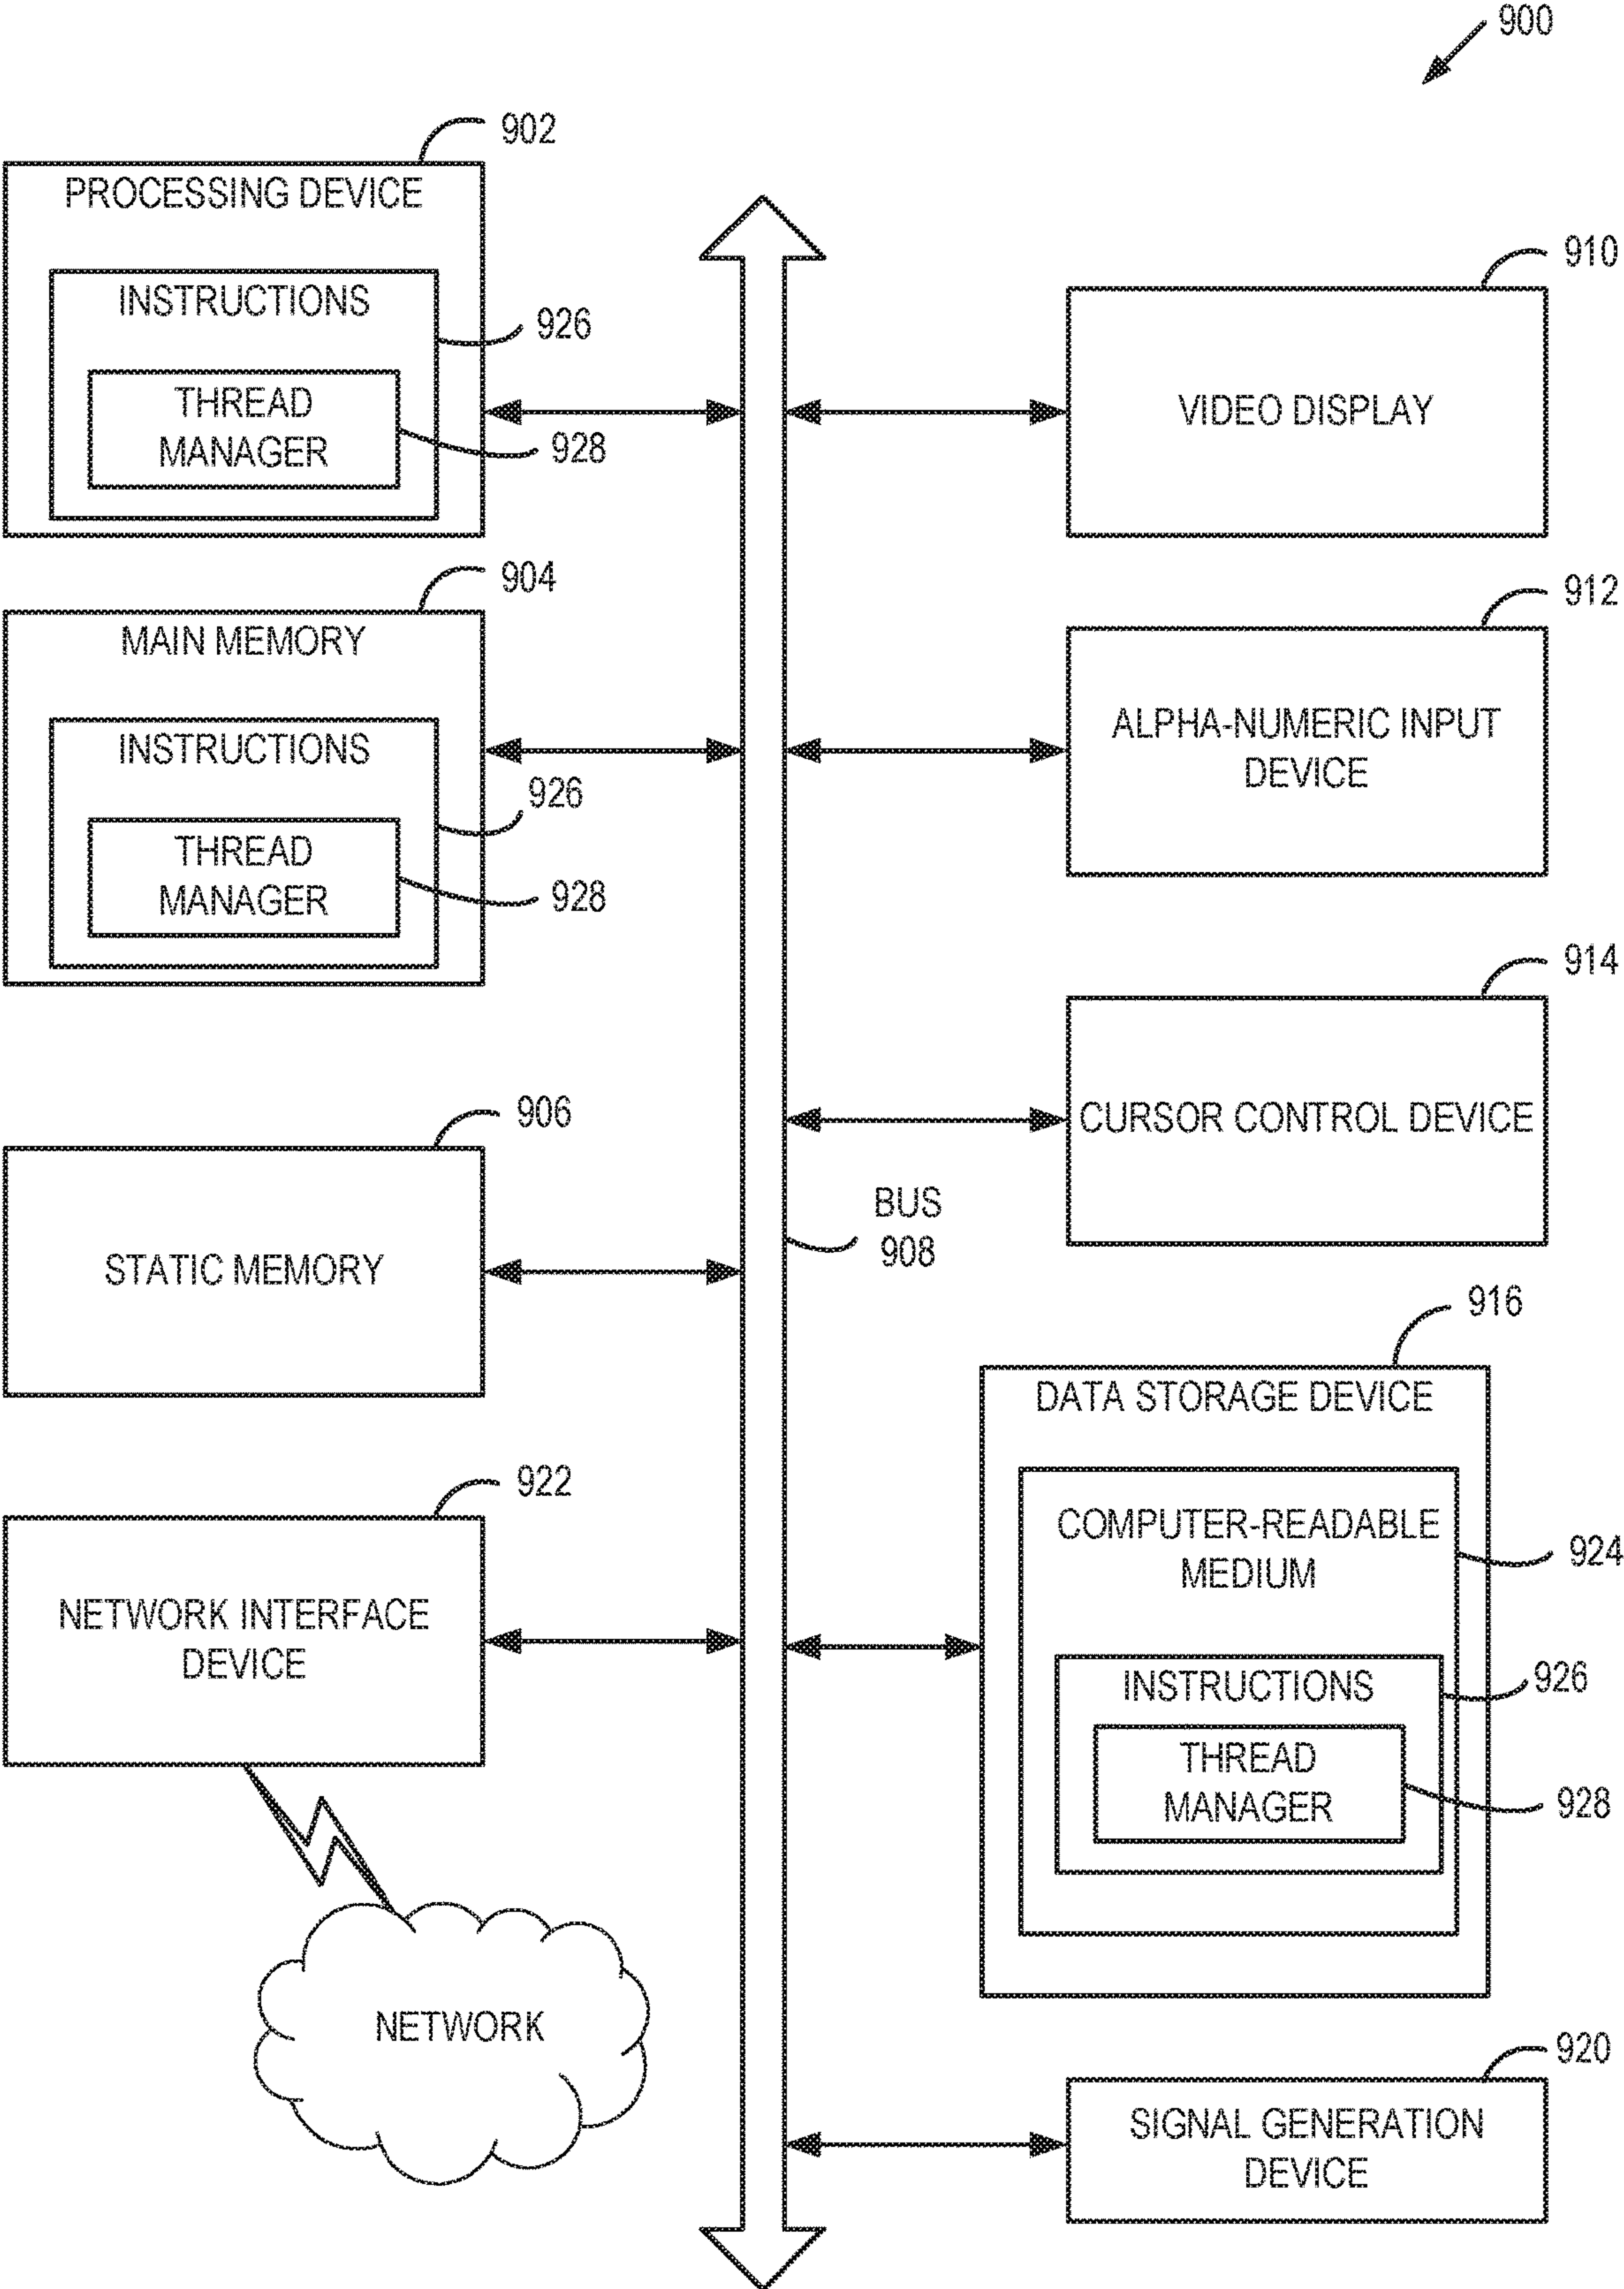 900
902
PROCESSING DEVICE
INSTRUCTIONS
926
THREAD
MANAGER
928
904
MAIN MEMORY
INSTRUCTIONS
926
THREAD
MANAGER
928
906
STATIC MEMORY
922
NETWORK INTERFACE
DEVICE
NETWORK
BUS
908
910
VIDEO DISPLAY
912
ALPHA-NUMERIC INPUT
DEVICE
914
CURSOR CONTROL DEVICE
916
DATA STORAGE DEVICE
COMPUTER-READABLE
MEDIUM
924
INSTRUCTIONS
926
THREAD
MANAGER
928
920
SIGNAL GENERATION
DEVICE